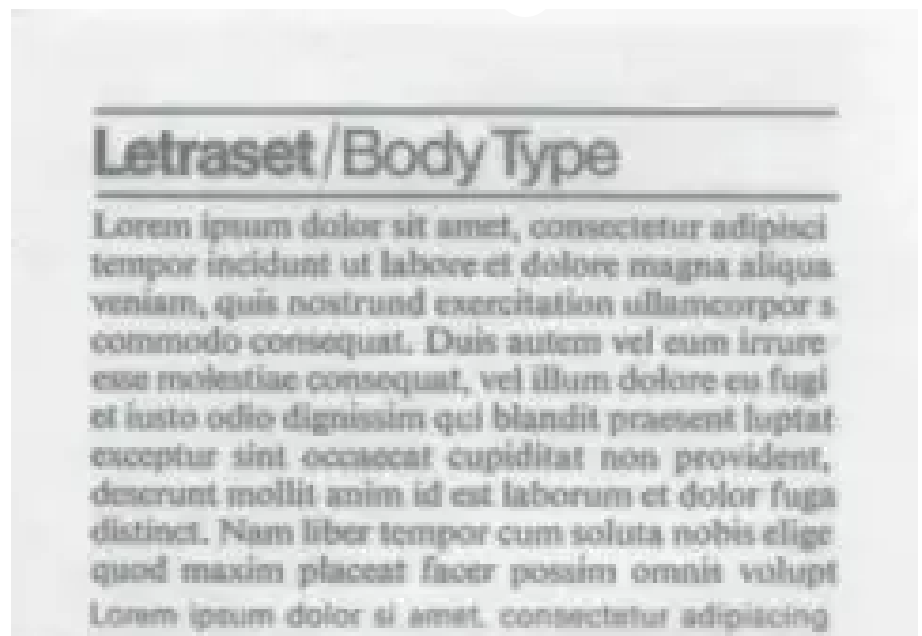 Letraset/Body Type
Lorem ipsum dolor sit amet, consectetur adipisci
tempor incidunt ut labore et dolore magna aliqua
veniam, quis nostrund exercitation ullamcorpor s
commodo consequat. Duis autem vel eum irrure
esse molestiae consequat, vel illum dolore eu fugi
et iusto odio dignissim qui blandit praesent luptat
exceptur sint occaecat cupiditat non provident,
deserunt mollit anim id est laborum et dolor fuga
distinct. Nam liber tempor cum soluta nobis elige
quod maxim placeat facer possim omnis volupt
Lorem ipsum dolor si amet, consectetur adipiscing